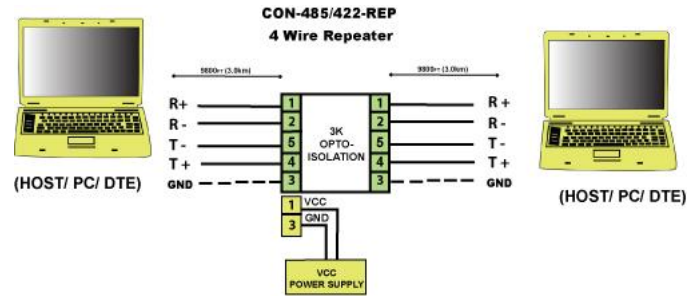 CON-485/422-REP
4 Wire Repeater
9800FT (3.0km)
9800FT (3.0km)
R+ 1 1 R +
R - 2 2 R -
T - 5 3K OPTO-ISOLATION 5 T -
T + 4 4 T +
GND 3 3 GND
(HOST/ PC/ DTE)
(HOST/ PC/ DTE)
1 VCC
3 GND
VCC
POWER SUPPLY